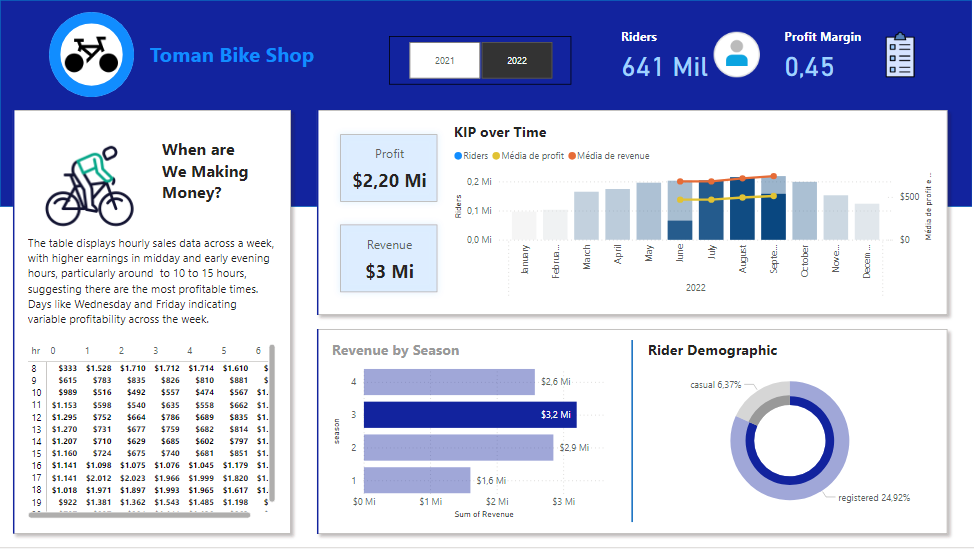 Toman Bike Shop
2021
2022
Riders
641 Mil
Profit Margin
0,45
When are
We Making
Money?
The table displays hourly sales data across a week,
with higher earnings in midday and early evening
hours, particularly around to 10 to 15 hours,
suggesting there are the most profitable times.
Days like Wednesday and Friday indicating
variable profitability across the week.
hr 0 1 2 3 4 5 6
8 $333 $1.528 $1.710 $1.712 $1.714 $1.610 $
9 $615 $783 $835 $826 $810 $881 $
10 $989 $516 $492 $557 $474 $567 $1.
11 $1.153 $598 $540 $635 $558 $662 $1.
12 $1.295 $752 $664 $786 $689 $835 $1.
13 $1.270 $731 $677 $759 $682 $814 $1.
14 $1.207 $710 $629 $685 $602 $797 $1.
15 $1.160 $724 $675 $740 $681 $851 $1.
16 $1.141 $1.098 $1.075 $1.076 $1.045 $1.179 $1.
17 $1.141 $2.012 $2.023 $1.966 $1.999 $1.820 $1.
18 $1.018 $1.971 $1.897 $1.993 $1.965 $1.617 $1.
19 $922 $1.381 $1.362 $1.543 $1.485 $1.198 $
Profit
$2,20 Mi
Revenue
$3 Mi
KIP over Time
Riders Média de profit Média de revenue
Riders
0,2 Mi
0,1 Mi
0,0 Mi
$500
$0
Média de profit e ...
January
Februa...
March
April
May
June
July
August
Septe...
October
Nove...
Decem...
2022
Revenue by Season
season
4 $2,6 Mi
3 $3,2 Mi
2 $2,9 Mi
1 $1,6 Mi
$0 Mi $1 Mi $2 Mi $3 Mi
Sum of Revenue
Rider Demographic
casual 6,37%
registered 24,92%